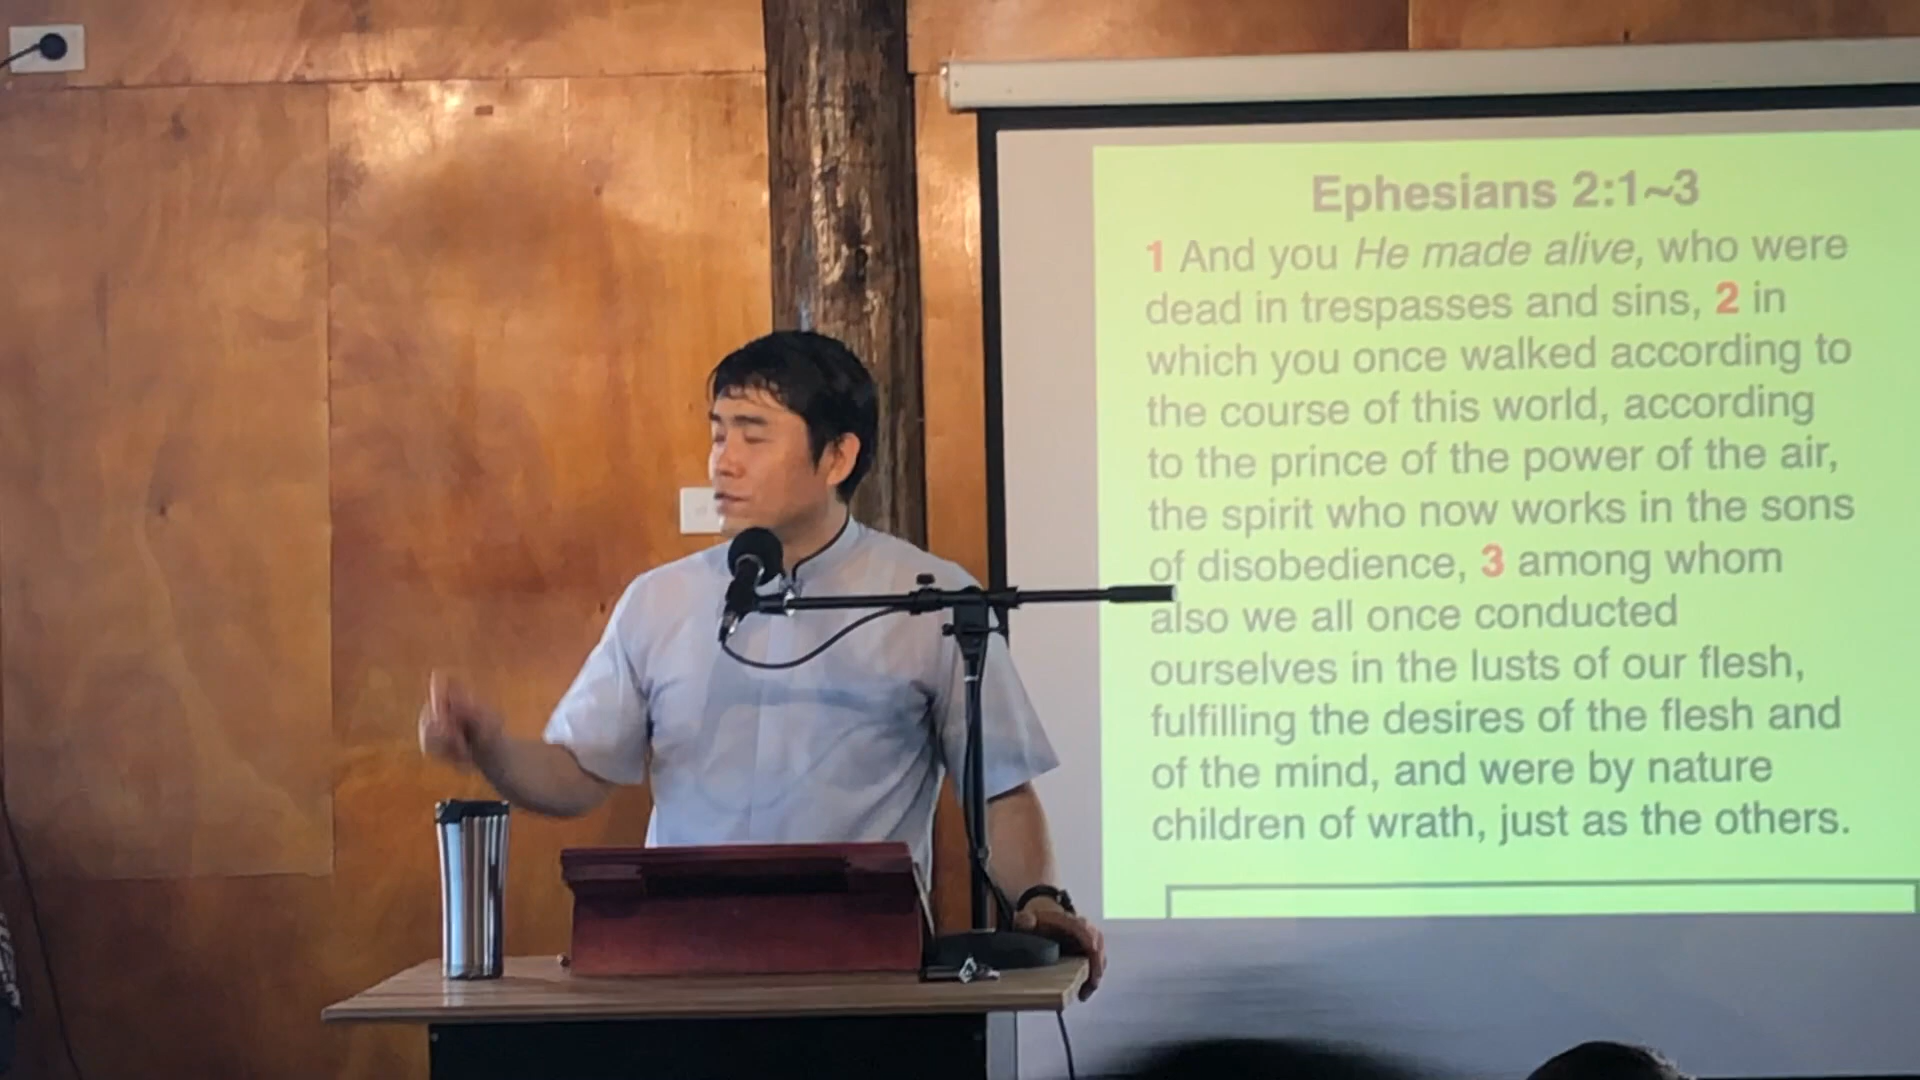 Ephesians 2:1~3
1 And you He made alive, who were
dead in trespasses and sins, 2 in
which you once walked according to
the course of this world, according
to the prince of the power of the air,
the spirit who now works in the sons
of disobedience, 3 among whom
also we all once conducted
ourselves in the lusts of our flesh,
fulfilling the desires of the flesh and
of the mind, and were by nature
children of wrath, just as the others.